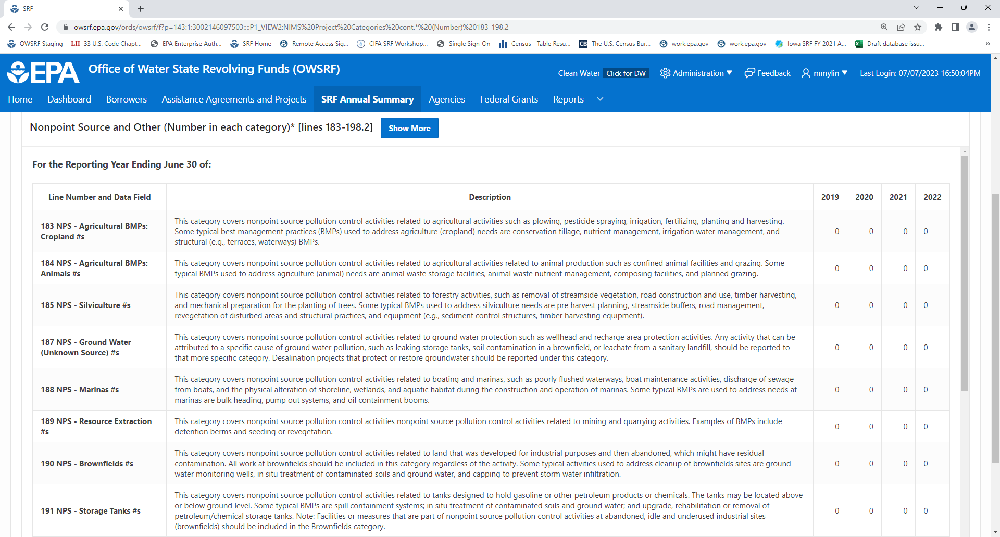 SRF
owsrf.epa.gov/ords/owsrf/f?p=143:1:3002146097503::::P1_VIEW2:NIMS%20Project%20Categories%20cont.*%20(Number)%20183-198.2
OWSRF Staging LII 33 U.S. Code Chapt... EPA Enterprise Auth... SRF Home Remote Access Sig... CIFA SRF Workshop... Single Sign-On Census - Table Resu... CB The U.S. Census Bur... work.epa.gov work.epa.gov Iowa SRF FY 2021 A... Draft database issu... »
EPA Office of Water State Revolving Funds (OWSRF)
Clean Water Click for DW Administration Feedback mmylin Last Login: 07/07/2023 16:50:04PM
Home Dashboard Borrowers Assistance Agreements and Projects SRF Annual Summary Agencies Federal Grants Reports
Nonpoint Source and Other (Number in each category)* [lines 183-198.2] Show More
For the Reporting Year Ending June 30 of:
Line Number and Data Field Description 2019 2020 2021 2022
183 NPS - Agricultural BMPs:
Cropland #s
This category covers nonpoint source pollution control activities related to agricultural activities such as plowing, pesticide spraying, irrigation, fertilizing, planting and harvesting.
Some typical best management practices (BMPs) used to address agriculture (cropland) needs are conservation tillage, nutrient management, irrigation water management, and
structural (e.g., terraces, waterways) BMPs.
0 0 0 0
184 NPS - Agricultural BMPs:
Animals #s
This category covers nonpoint source pollution control activities related to agricultural activities related to animal production such as confined animal facilities and grazing. Some
typical BMPs used to address agriculture (animal) needs are animal waste storage facilities, animal waste nutrient management, composing facilities, and planned grazing.
0 0 0 0
185 NPS - Silviculture #s
This category covers nonpoint source pollution control activities related to forestry activities, such as removal of streamside vegetation, road construction and use, timber harvesting,
and mechanical preparation for the planting of trees. Some typical BMPs used to address silviculture needs are pre harvest planning, streamside buffers, road management,
revegetation of disturbed areas and structural practices, and equipment (e.g., sediment control structures, timber harvesting equipment).
0 0 0 0
187 NPS - Ground Water
(Unknown Source) #s
This category covers nonpoint source pollution control activities related to ground water protection such as wellhead and recharge area protection activities. Any activity that can be
attributed to a specific cause of ground water pollution, such as leaking storage tanks, soil contamination in a brownfield, or leachate from a sanitary landfill, should be reported to
that more specific category. Desalination projects that protect or restore groundwater should be reported under this category.
0 0 0 0
188 NPS - Marinas #s
This category covers nonpoint source pollution control activities related to boating and marinas, such as poorly flushed waterways, boat maintenance activities, discharge of sewage
from boats, and the physical alteration of shoreline, wetlands, and aquatic habitat during the construction and operation of marinas. Some typical BMPs are used to address needs at
marinas are bulk heading, pump out systems, and oil containment booms.
0 0 0 0
189 NPS - Resource Extraction
#s
This category covers nonpoint source pollution control activities nonpoint source pollution control activities related to mining and quarrying activities. Examples of BMPs include
detention berms and seeding or revegetation.
0 0 0 0
190 NPS - Brownfields #s
This category covers nonpoint source pollution control activities related to land that was developed for industrial purposes and then abandoned, which might have residual
contamination. All work at brownfields should be included in this category regardless of the activity. Some typical activities used to address cleanup of brownfields sites are ground
water monitoring wells, in situ treatment of contaminated soils and ground water, and capping to prevent storm water infiltration.
0 0 0 0
191 NPS - Storage Tanks #s
This category covers nonpoint source pollution control activities related to tanks designed to hold gasoline or other petroleum products or chemicals. The tanks may be located above
or below ground level. Some typical BMPs are spill containment systems; in situ treatment of contaminated soils and ground water; and upgrade, rehabilitation or removal of
petroleum/chemical storage tanks. Note: Facilities or measures that are part of nonpoint source pollution control activities at abandoned, idle and underused industrial sites
(brownfields) should be included in the Brownfields category.
0 0 0 0